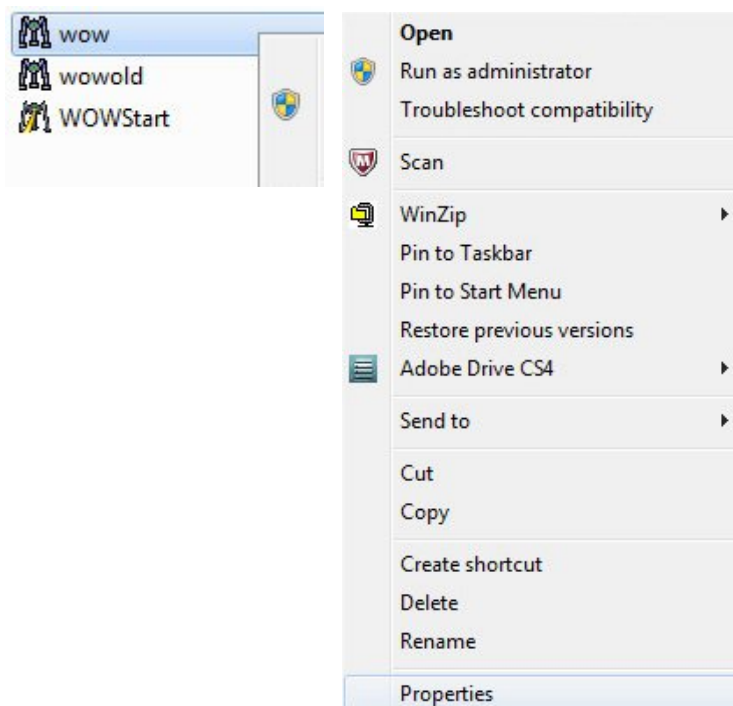 wow
wowold
WOWStart
Open
Run as administrator
Troubleshoot compatibility
Scan
WinZip
Pin to Taskbar
Pin to Start Menu
Restore previous versions
Adobe Drive CS4
Send to
Cut
Copy
Create shortcut
Delete
Rename
Properties